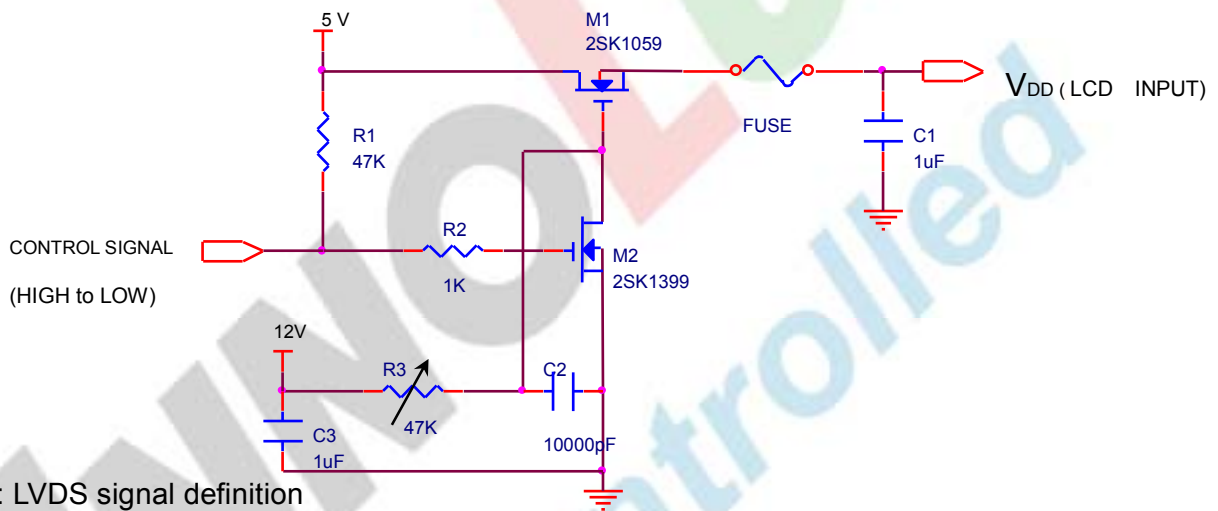 5 V
M1
2SK1059
FUSE
VDD ( LCD INPUT)
R1
47K
C1
1uF
CONTROL SIGNAL
(HIGH to LOW)
R2
1K
M2
2SK1399
12V
R3
47K
C2
10000pF
C3
1uF
: LVDS signal definition
ntrolled